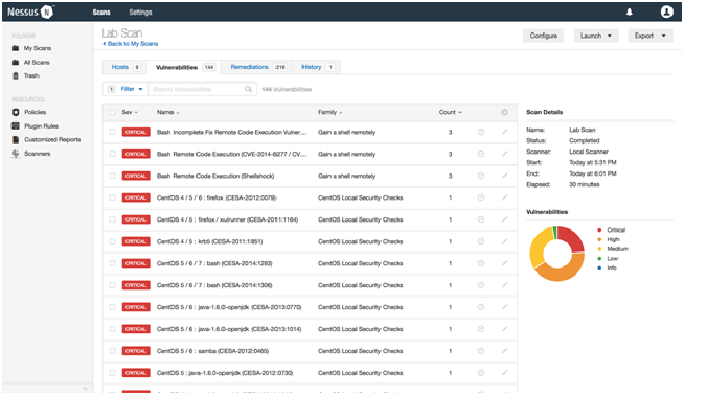 Nessus N
Scans Settings
FOLDERS
My Scans
All Scans
Trash
RESOURCES
Policies
Plugin Rules
Customized Reports
Scanners
Lab Scan
Back to My Scans
Configure Launch Export
Hosts 9 Vulnerabilities 144 Remediations 216 History 1
1 Filter Search Vulnerabilities 144 Vulnerabilities
Sev Name Family Count
CRITICAL Bash Incomplete Fix Remote Code Execution Vulner... Gain a shell remotely 3
CRITICAL Bash Remote Code Execution (CVE-2014-6277 / CV... Gain a shell remotely 3
CRITICAL Bash Remote Code Execution (Shellshock) Gain a shell remotely 3
CRITICAL CentOS 4 / 5 / 6 : firefox (CESA-2012:0079) CentOS Local Security Checks 1
CRITICAL CentOS 4 / 5 : firefox / xulrunner (CESA-2011:1164) CentOS Local Security Checks 1
CRITICAL CentOS 4 / 5 : krb5 (CESA-2011:1851) CentOS Local Security Checks 1
CRITICAL CentOS 5 / 6 / 7 : bash (CESA-2014:1293) CentOS Local Security Checks 1
CRITICAL CentOS 5 / 6 / 7 : bash (CESA-2014:1306) CentOS Local Security Checks 1
CRITICAL CentOS 5 / 6 : java-1.6.0-openjdk (CESA-2013:0770) CentOS Local Security Checks 1
CRITICAL CentOS 5 / 6 : java-1.6.0-openjdk (CESA-2013:1014) CentOS Local Security Checks 1
CRITICAL CentOS 5 / 6 : samba (CESA-2012:0465) CentOS Local Security Checks 1
CRITICAL CentOS 5 : java-1.6.0-openjdk (CESA-2012:0730) CentOS Local Security Checks 1
Scan Details
Name: Lab Scan
Status: Completed
Scanner: Local Scanner
Start: Today at 5:31 PM
End: Today at 6:01 PM
Elapsed: 30 minutes
Vulnerabilities
Critical
High
Medium
Low
Info